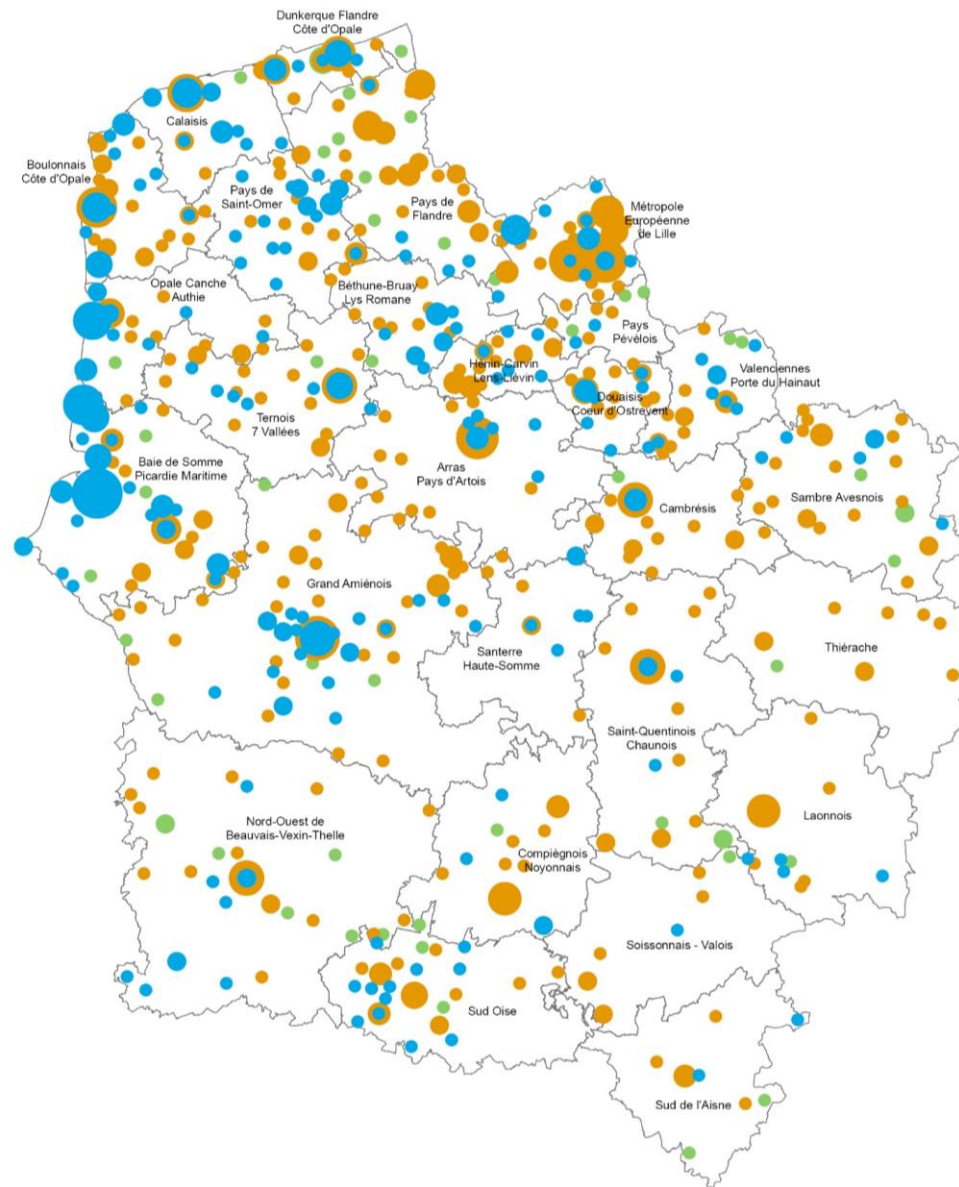 Dunkerque Flandre
Côte d'Opale
Calaisis
Boulonnais
Côte d'Opale
Pays de
Saint-Omer
Pays de
Flandre
Métropole
Européenne
de Lille
Opale Canche
Authie
Béthune-Bruay
Lys Romane
Pays
Pévélois
Hénin-Carvin
Lens-Liévin
Valenciennes
Porte du Hainaut
Douaisis
Coeur d'Ostrevent
Ternois
7 Vallées
Baie de Somme
Picardie Maritime
Arras
Pays d'Artois
Cambrésis
Sambre Avesnois
Grand Amiénois
Santerre
Haute-Somme
Thiérache
Saint-Quentinois
Chaunois
Nord-Ouest de
Beauvais-Vexin-Thelle
Compiègnois
Noyonnais
Laonnois
Soissonnais - Valois
Sud Oise
Sud de l'Aisne